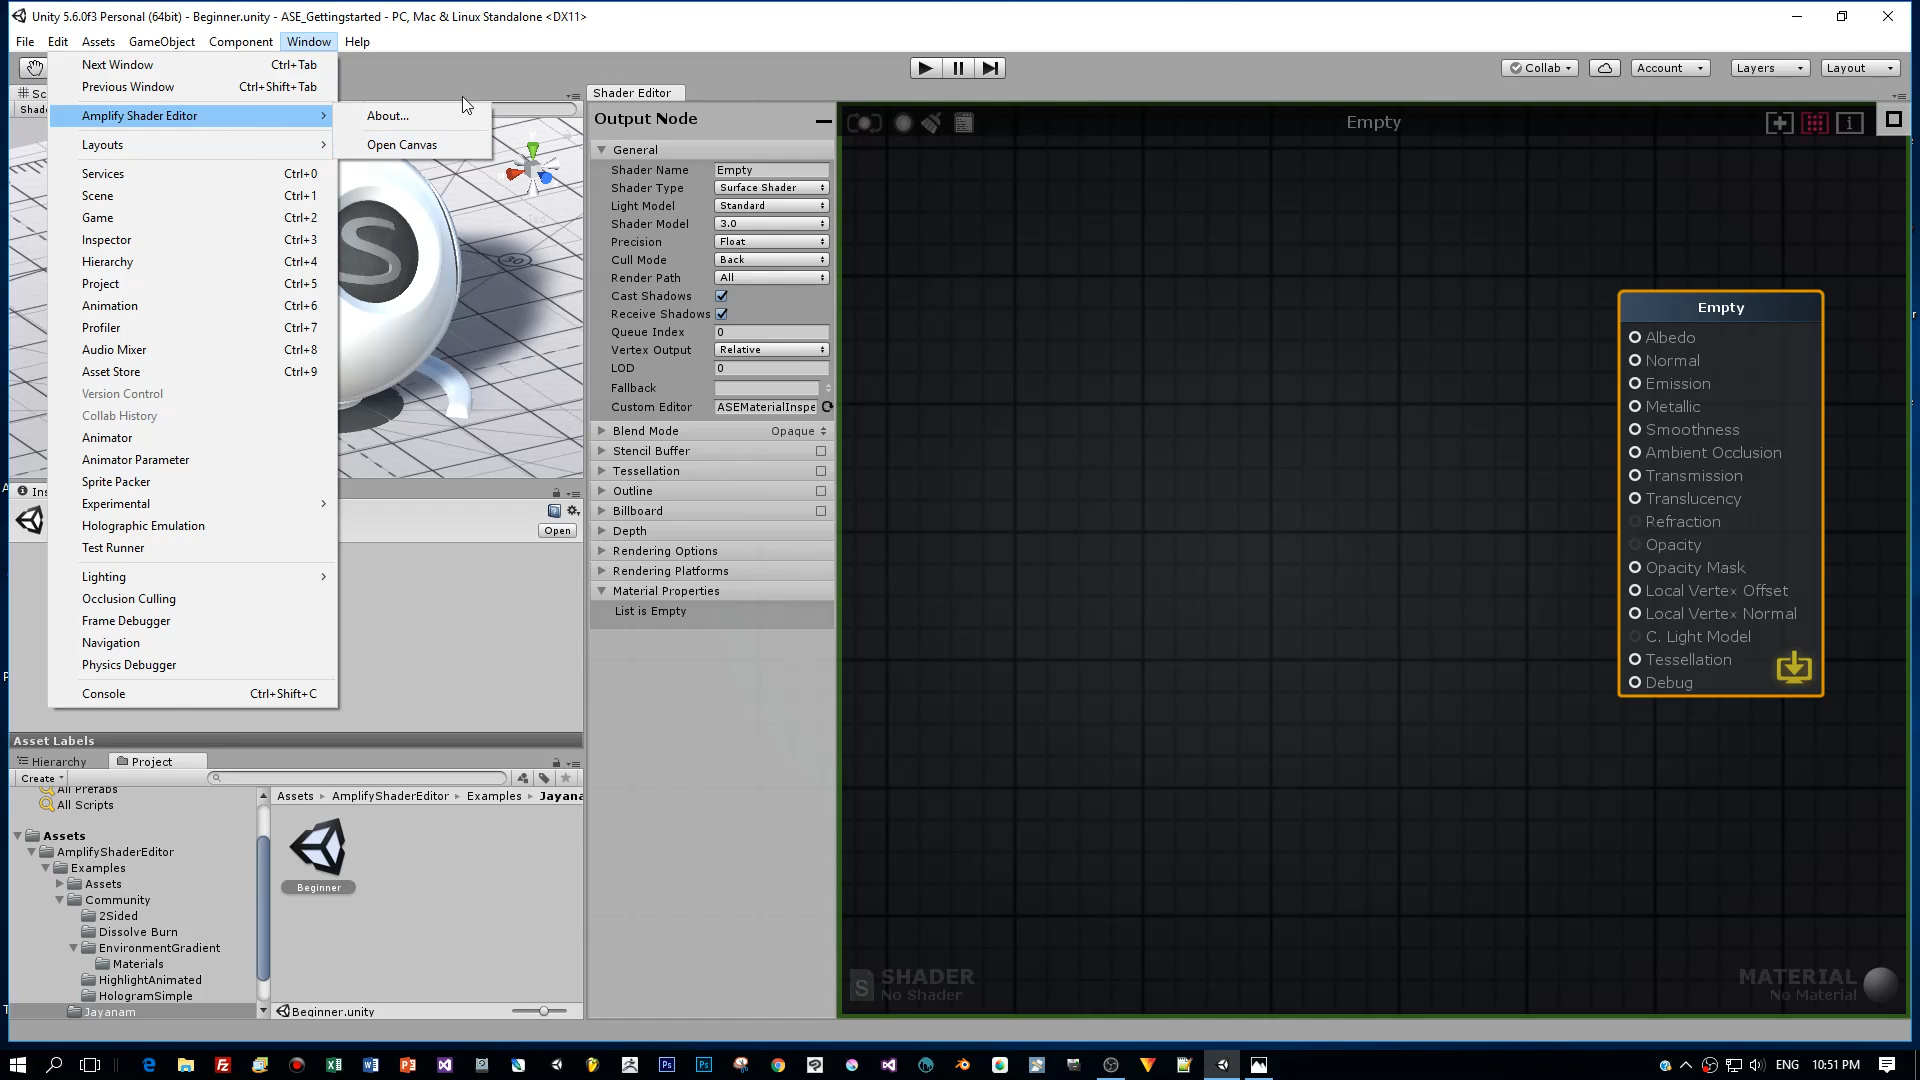 Unity 5.6.0f3 Personal (64bit) - Beginner.unity - ASE_Gettingstarted - PC, Mac & Linux Standalone <DX11>
File Edit Assets GameObject Component Window Help
Collab Account Layers Layout
Next Window Ctrl+Tab
Previous Window Ctrl+Shift+Tab
Amplify Shader Editor
Layouts
Services Ctrl+0
Scene Ctrl+1
Game Ctrl+2
Inspector Ctrl+3
Hierarchy Ctrl+4
Project Ctrl+5
Animation Ctrl+6
Profiler Ctrl+7
Audio Mixer Ctrl+8
Asset Store Ctrl+9
Version Control
Collab History
Animator
Animator Parameter
Sprite Packer
Experimental
Holographic Emulation
Test Runner
Lighting
Occlusion Culling
Frame Debugger
Navigation
Physics Debugger
Console Ctrl+Shift+C
About...
Open Canvas
Open
Asset Labels
Hierarchy Project
Create
All Prefabs
All Scripts
Assets
AmplifyShaderEditor
Examples
Assets
Community
2Sided
Dissolve Burn
EnvironmentGradient
Materials
HighlightAnimated
HologramSimple
Jayanam
Assets AmplifyShaderEditor Examples Jayanam
Beginner
Beginner.unity
Shader Editor
Output Node
General
Shader Name Empty
Shader Type Surface Shader
Light Model Standard
Shader Model 3.0
Precision Float
Cull Mode Back
Render Path All
Cast Shadows
Receive Shadows
Queue Index 0
Vertex Output Relative
LOD 0
Fallback
Custom Editor ASEMaterialInspe
Blend Mode Opaque
Stencil Buffer
Tessellation
Outline
Billboard
Depth
Rendering Options
Rendering Platforms
Material Properties
List is Empty
Empty
Empty
Albedo
Normal
Emission
Metallic
Smoothness
Ambient Occlusion
Transmission
Translucency
Refraction
Opacity
Opacity Mask
Local Vertex Offset
Local Vertex Normal
C. Light Model
Tessellation
Debug
SHADER
No Shader
MATERIAL
No Material
ENG 10:51 PM